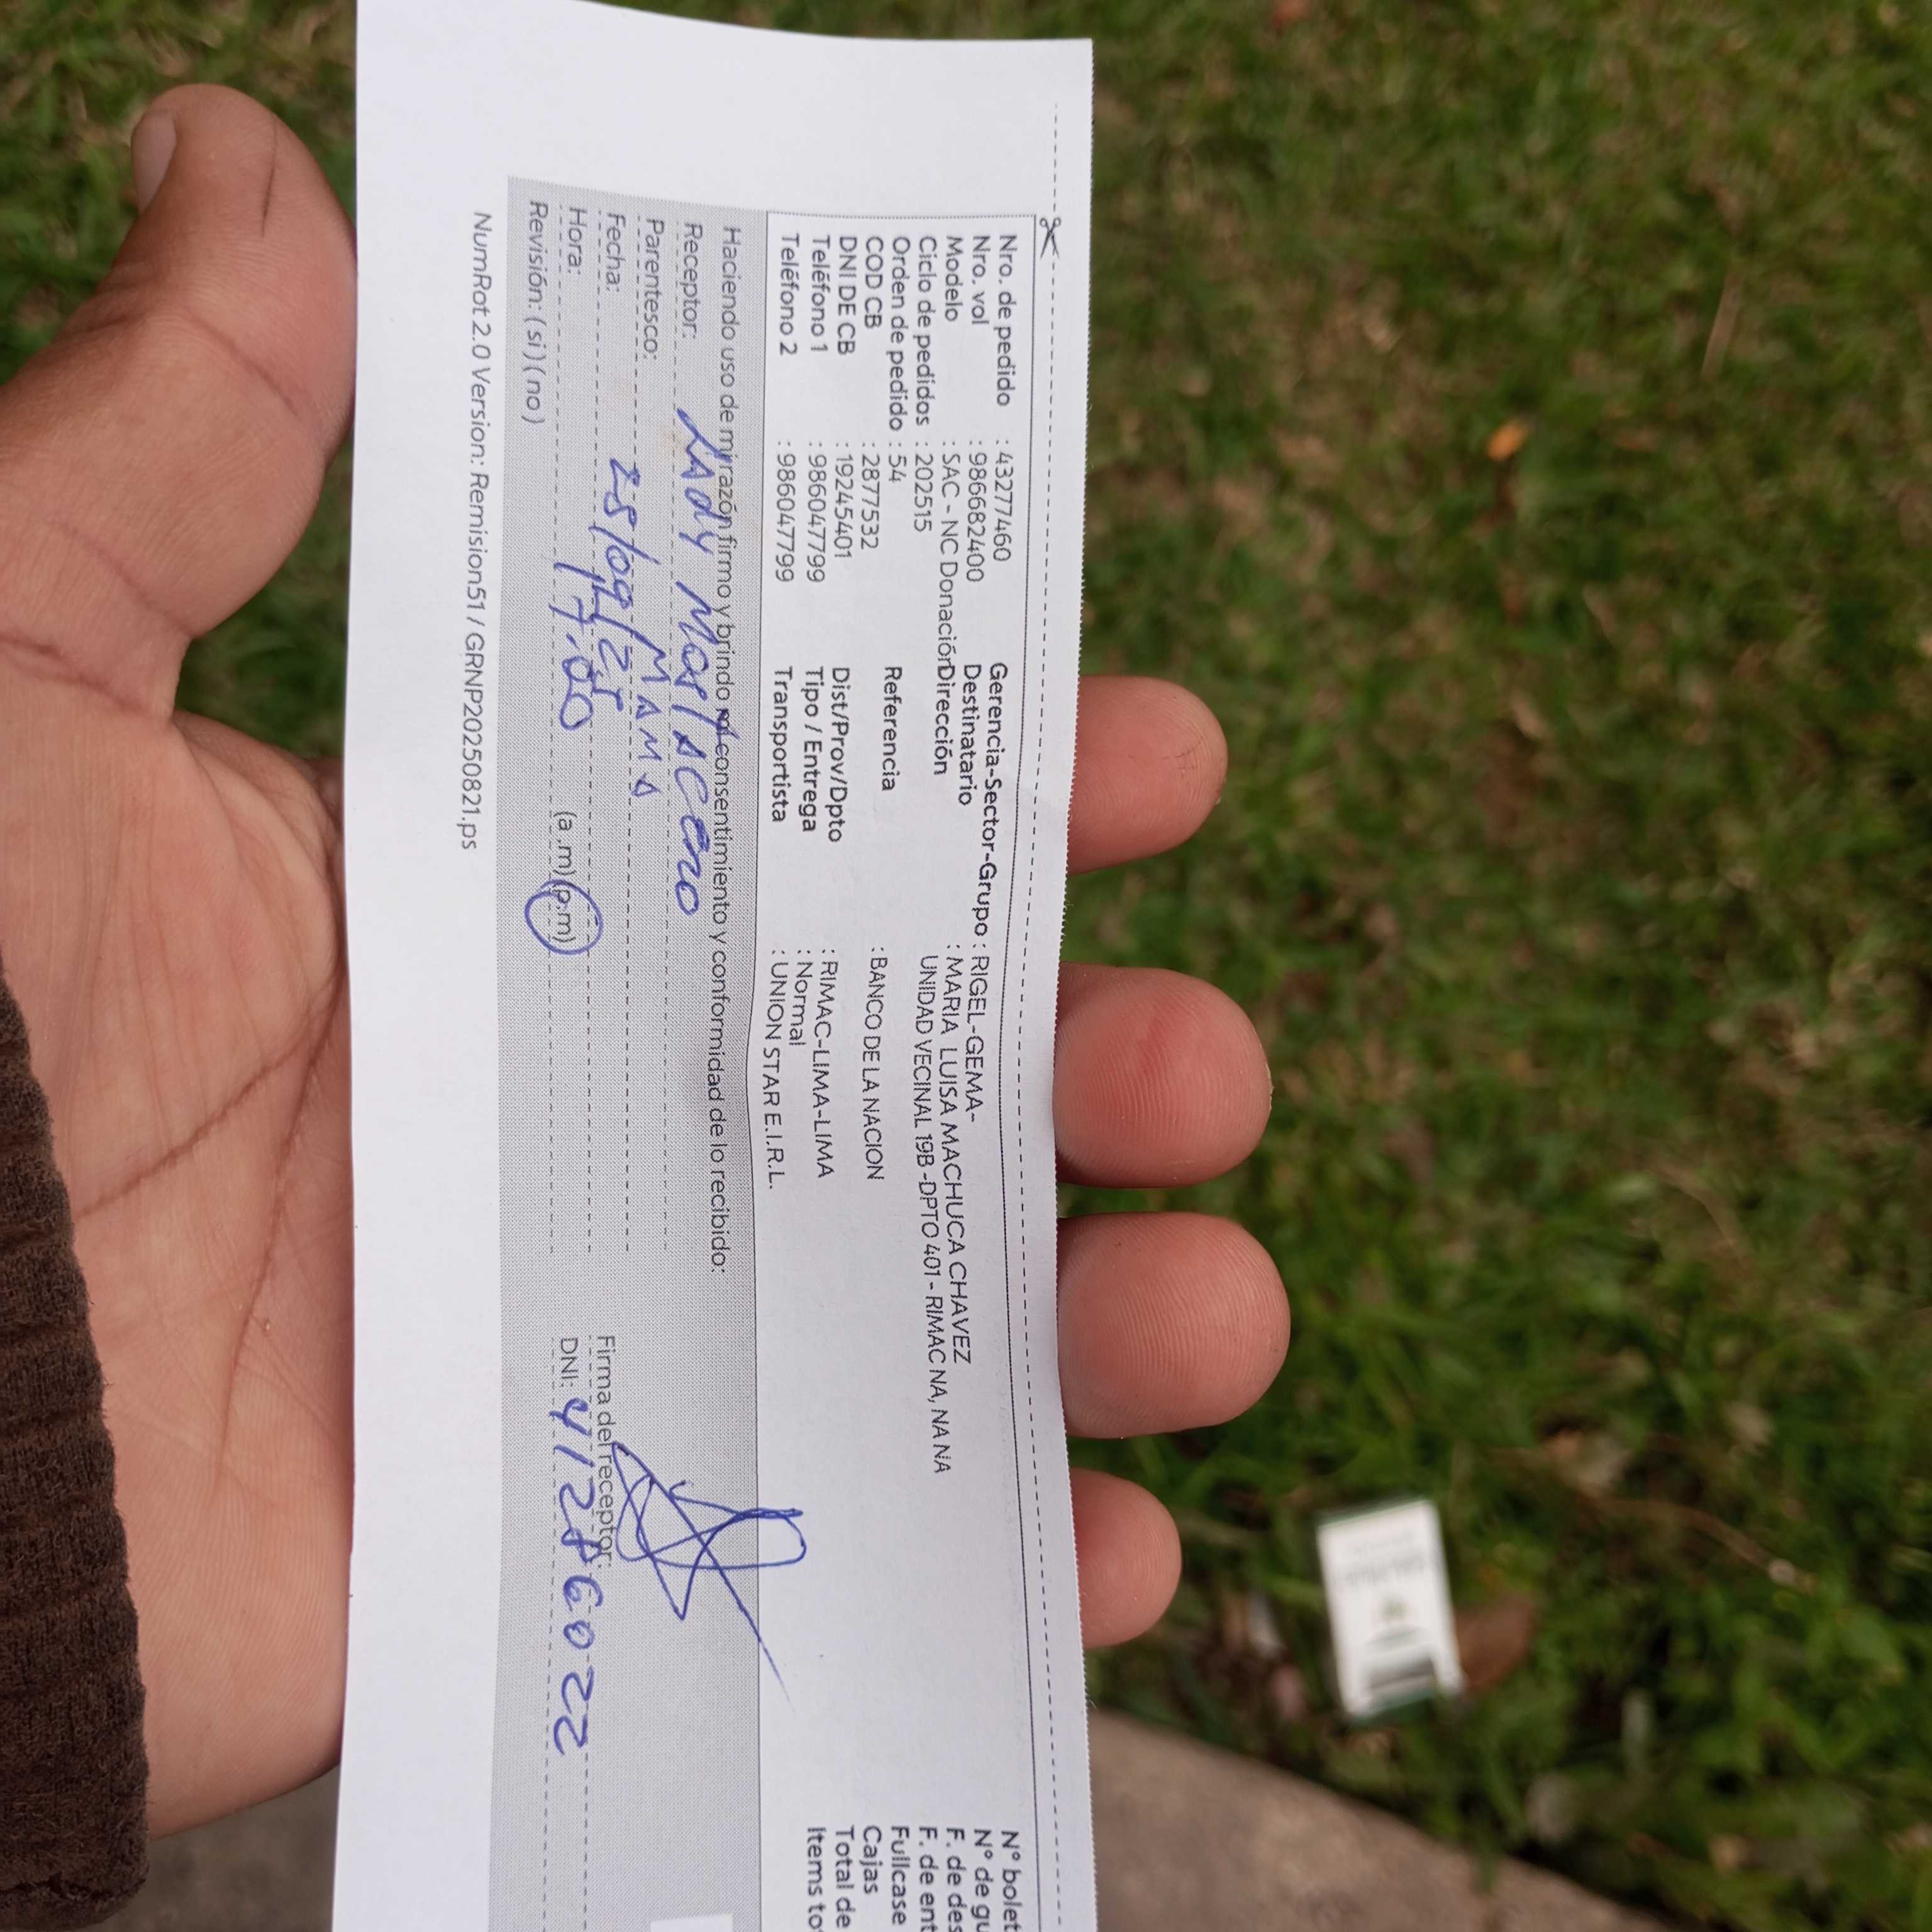 Nro. de pedido : 43277460
Nro. vol : 986682400
Modelo : SAC - NC Donación
Ciclo de pedidos : 202515
Orden de pedido : 54
COD CB : 2877532
DNI DE CB : 19245401
Teléfono 1 : 986047799
Teléfono 2 : 986047799
Gerencia-Sector-Grupo : RIGEL-GEMA-
Destinatario : MARIA LUISA MACHUCA CHAVEZ
Dirección UNIDAD VECINAL 19B -DPTO 401 - RIMAC NA, NA NA
Referencia : BANCO DE LA NACION
Dist/Prov/Dpto : RIMAC-LIMA-LIMA
Tipo / Entrega : Normal
Transportista : UNION STAR E.I.R.L.
N° bolet
N° de gu
F. de des
F. de ent
Fullcase
Cajas
Total de
Items to
Haciendo uso de mi razón firmo y brindo mi consentimiento y conformidad de lo recibido:
Receptor: LADY
Parentesco: MAMA
Fecha:
Hora: 17:00 (a.m) (p.m)
Revisión: (si) (no)
Firma del receptor:
DNI: 41286022
NumRot 2.0 Version: Remision51 / GRNP20250821.ps